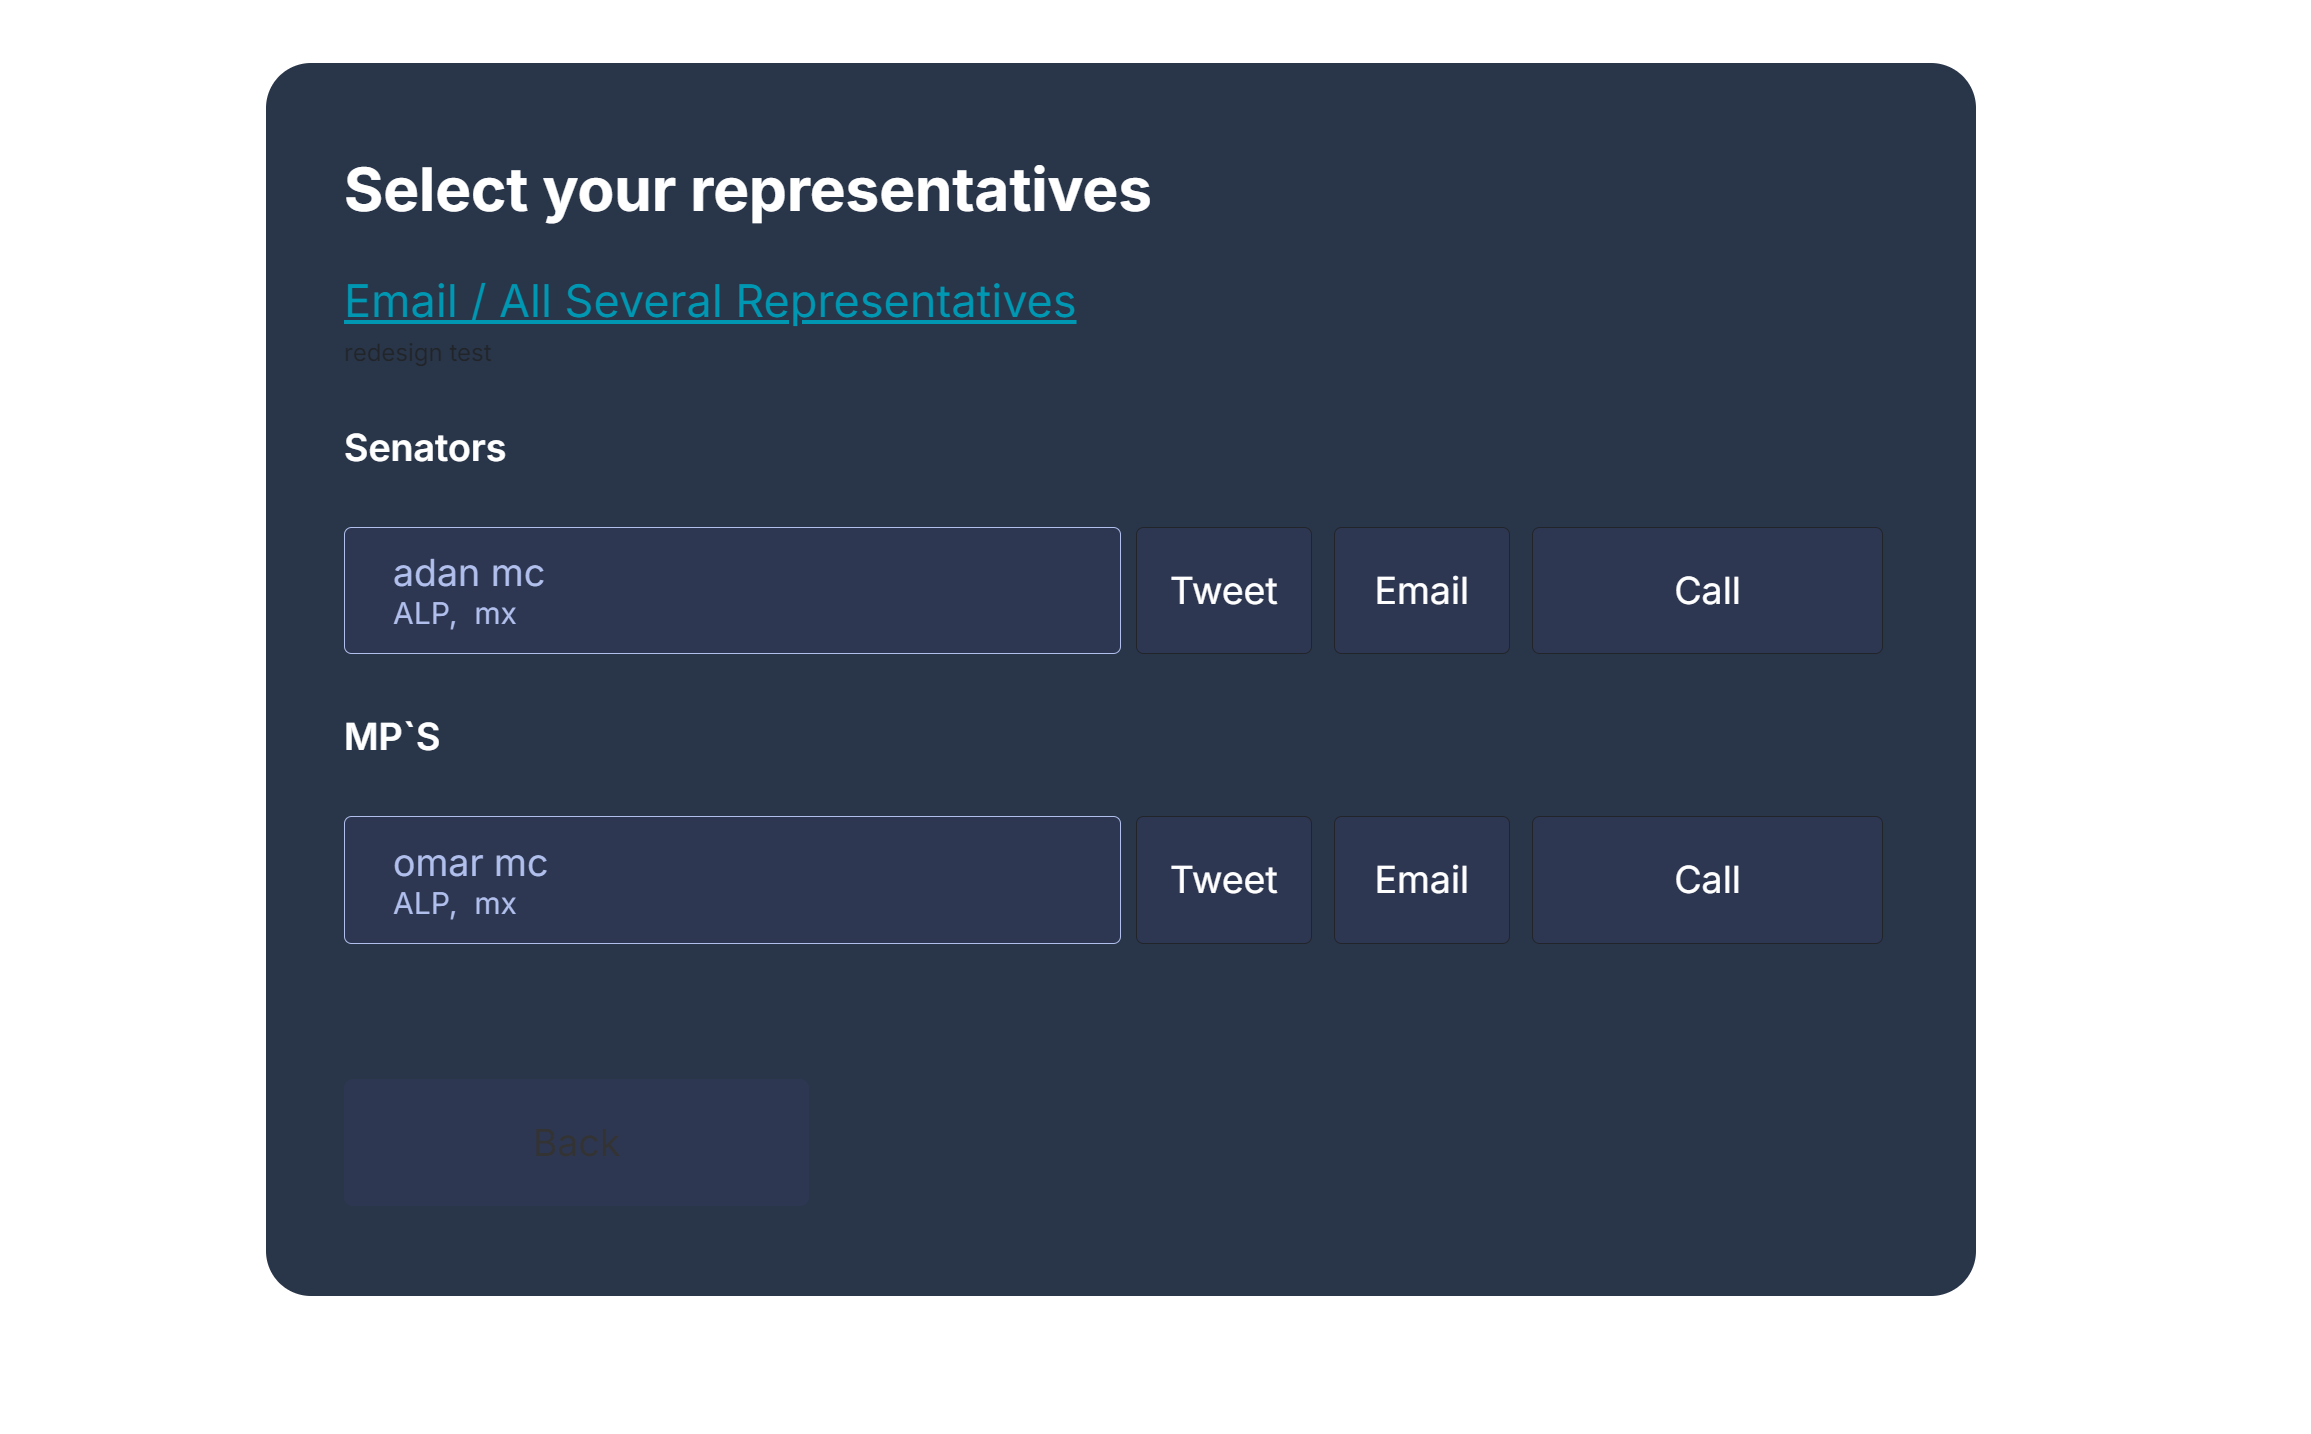 Select your representatives
Email / All Several Representatives
redesign test
Senators
adan mc
ALP,  mx
Tweet
Email
Call
MP`S
omar mc
ALP,  mx
Tweet
Email
Call
Back